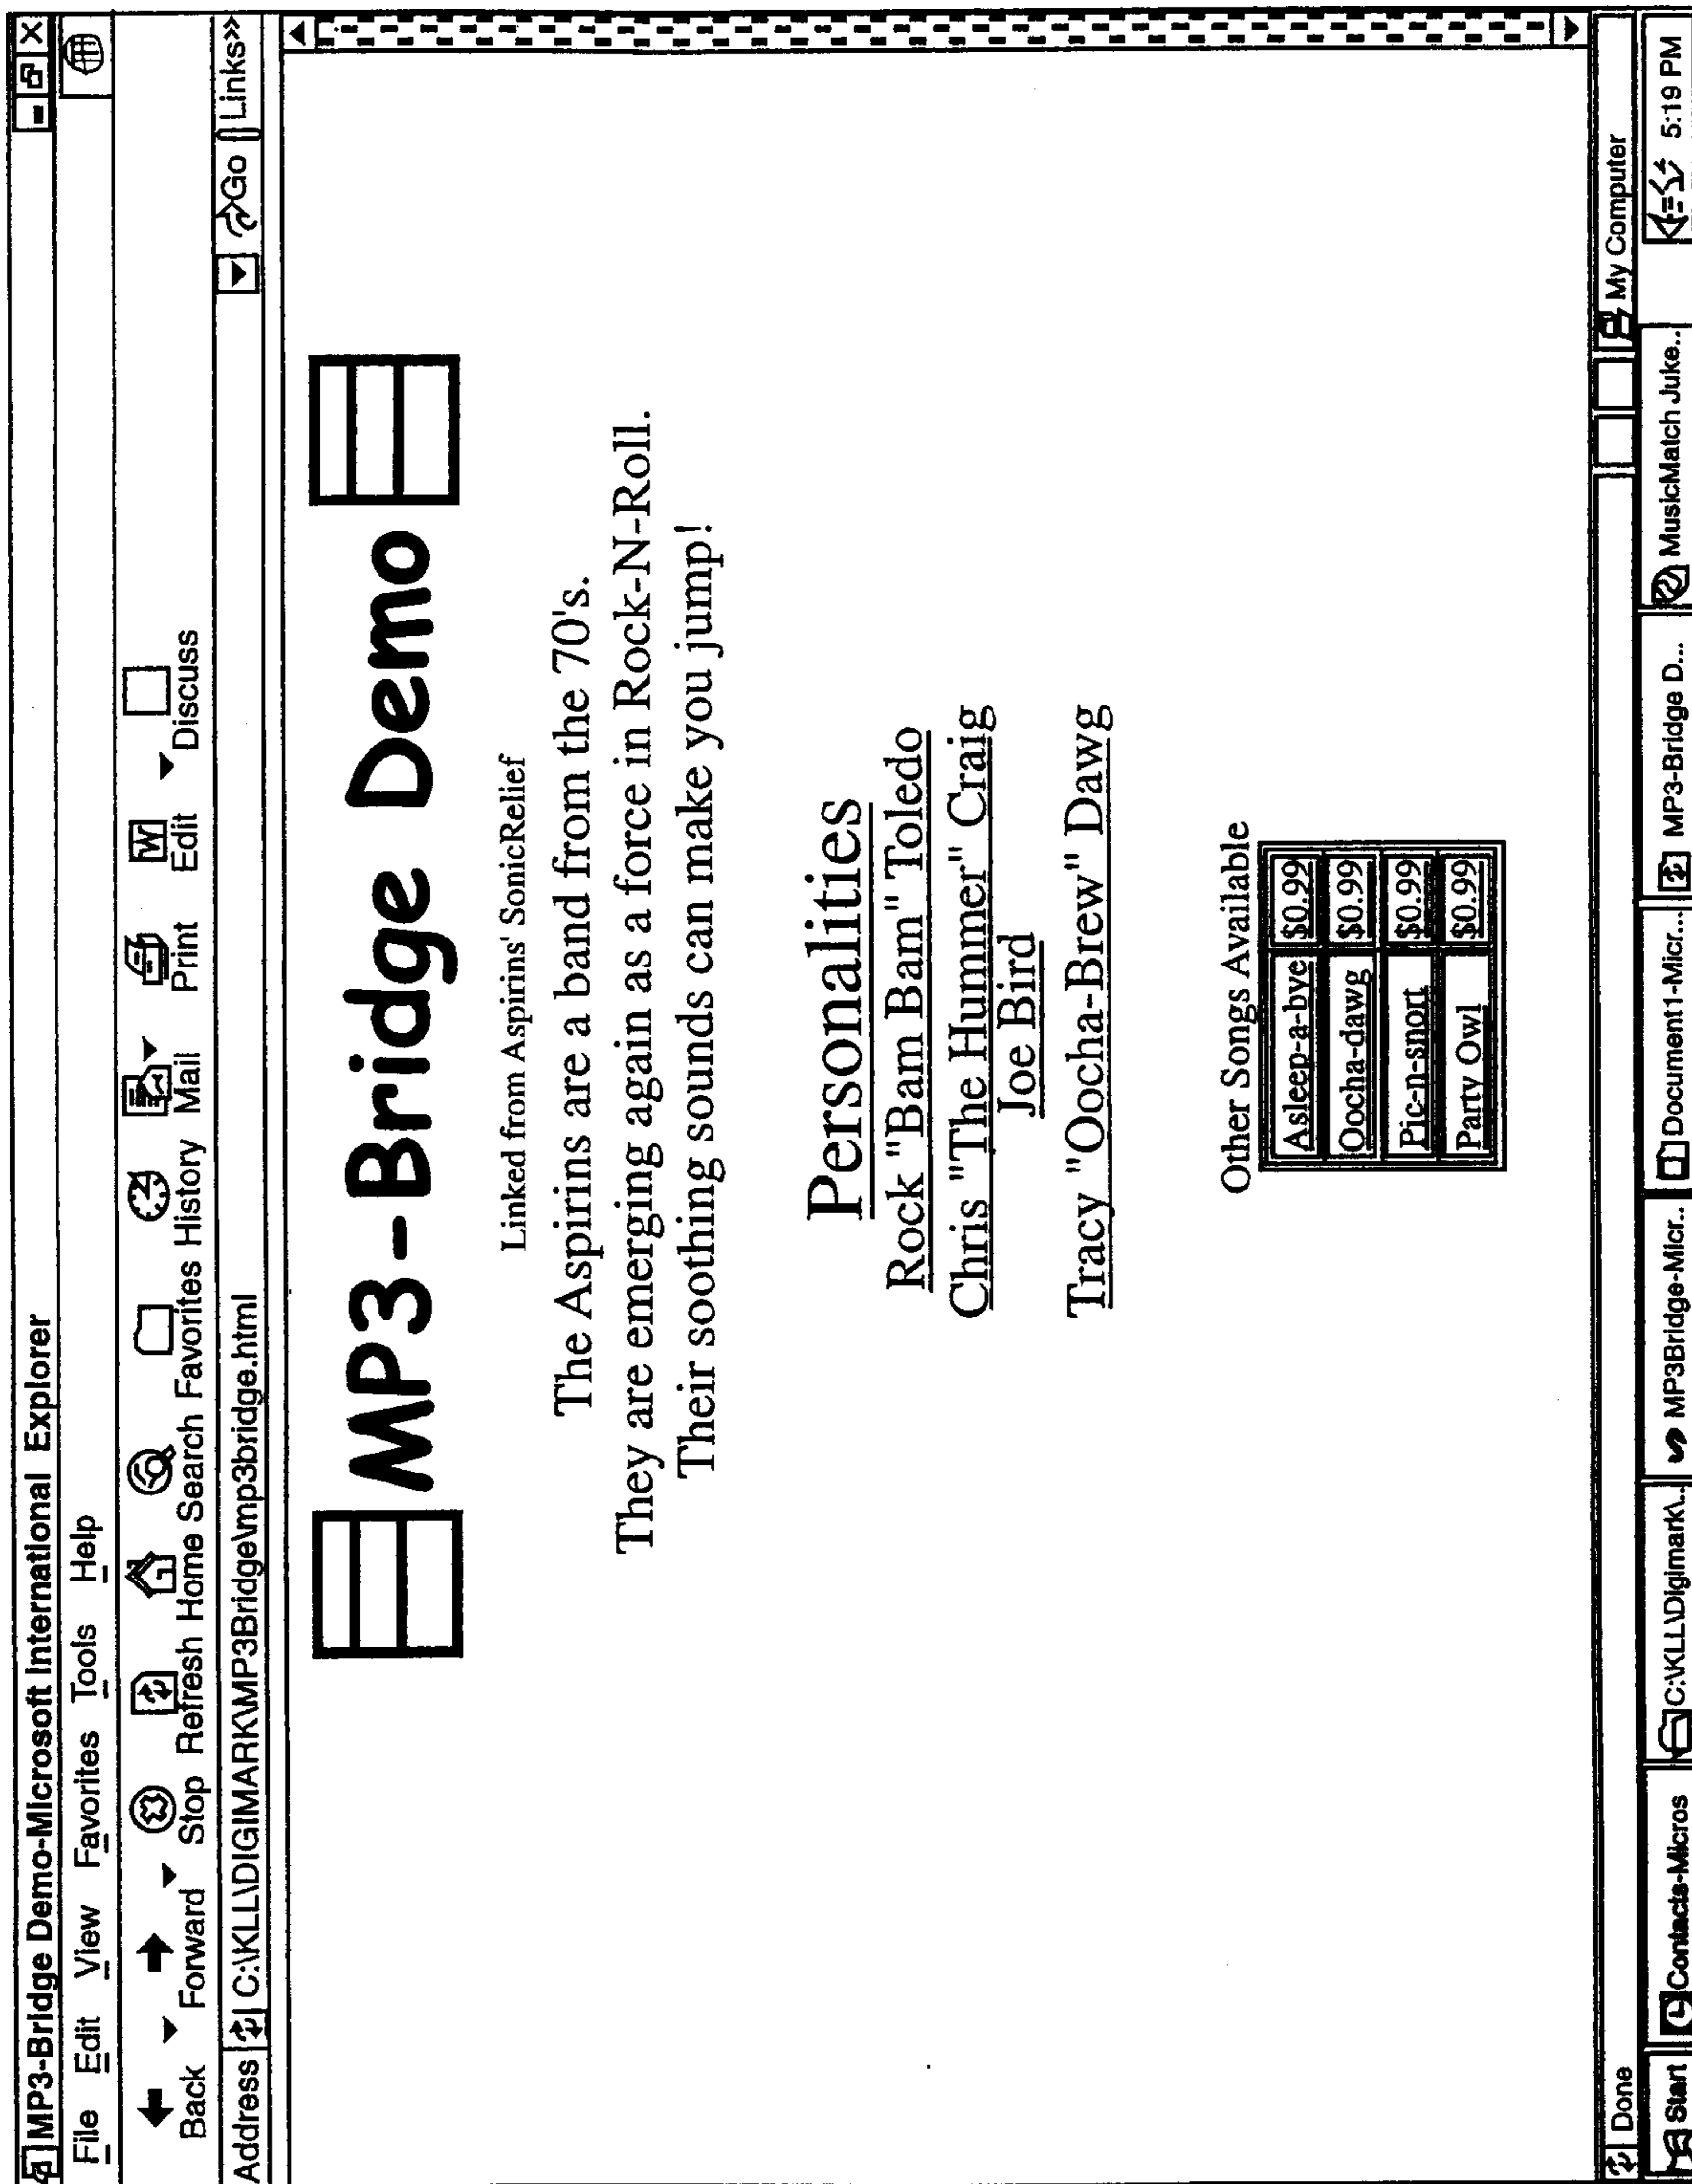 MP3-Bridge Demo-Microsoft International Explorer
File Edit View Favorites Tools Help
Back Forward Stop Refresh Home Search Favorites History Mail Print Edit Discuss
Address C:\KLL\DIGIMARK\MP3Bridge\mp3bridge.html Go Links»
MP3-Bridge Demo
Linked from Aspirins' SonicRelief
The Aspirins are a band from the 70's.
They are emerging again as a force in Rock-N-Roll.
Their soothing sounds can make you jump!
Personalities
Rock "Bam Bam" Toledo
Chris "The Hummer" Craig
Joe Bird
Tracy "Oocha-Brew" Dawg
Other Songs Available
Asleep-a-bye $0.99
Oocha-dawg $0.99
Pic-n-snort $0.99
Party Owl $0.99
Done My Computer
Start Contacts-Micros C:\KLL\Digimark\.. MP3Bridge-Micr.. Document1-Micr... MP3-Bridge D... MusicMatch Juke.. 5:19 PM